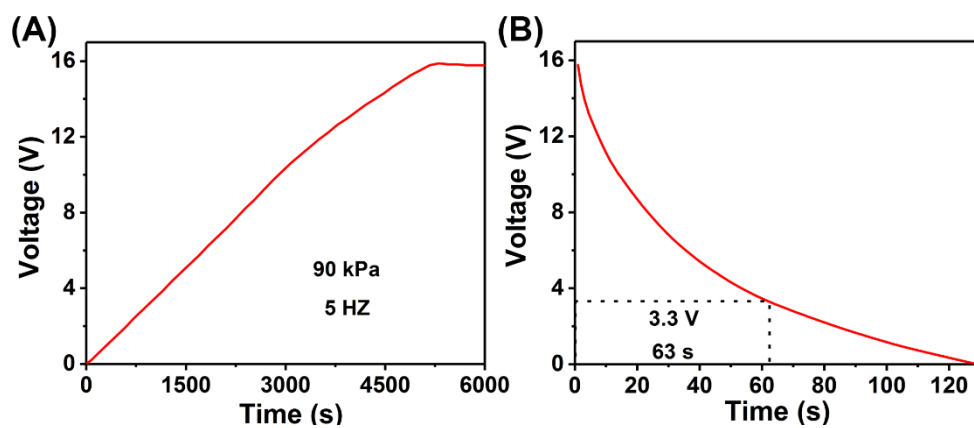 (A)
Voltage (V)
16
12
8
4
0
90 kPa
5 HZ
0 1500 3000 4500 6000
Time (s)
(B)
Voltage (V)
16
12
8
4
0
3.3 V
63 s
0 20 40 60 80 100 120
Time (s)